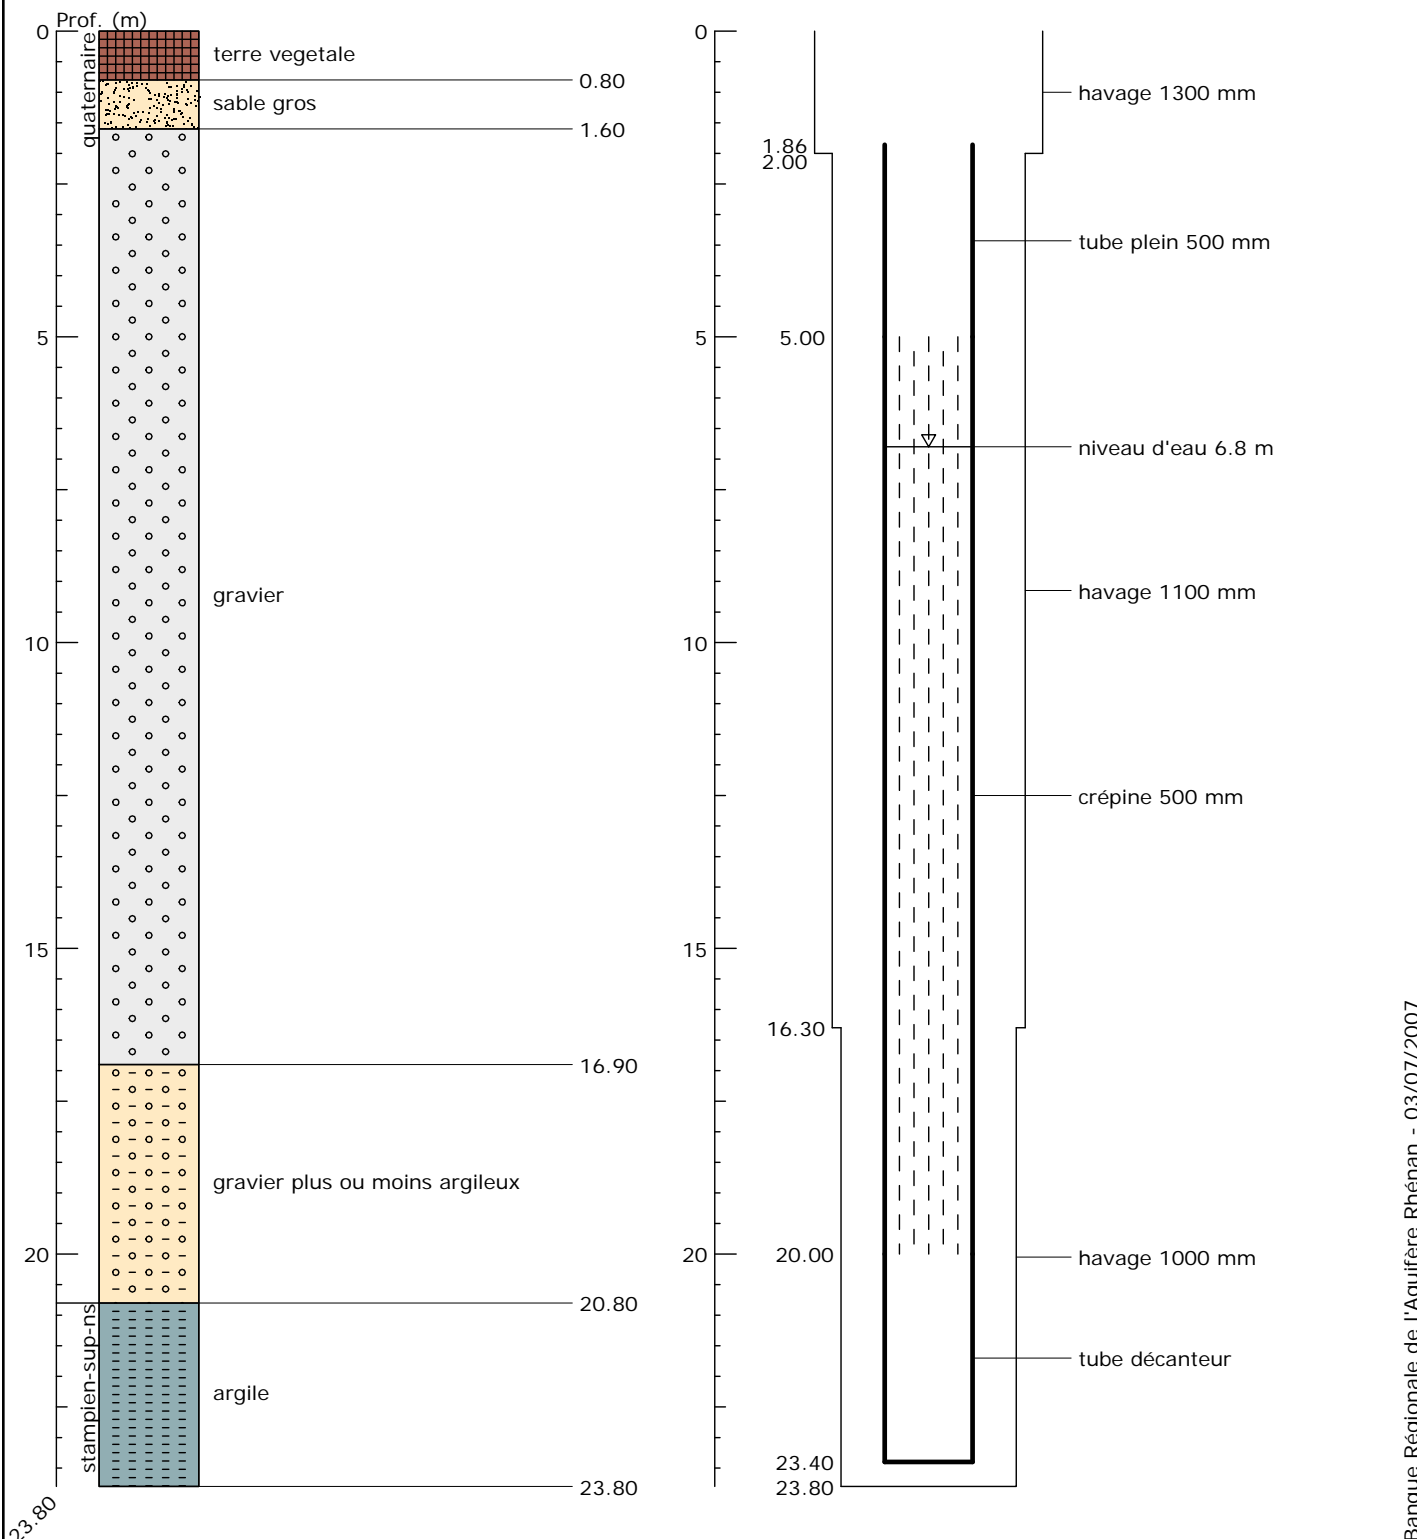 Prof. (m)
0
quaternaire
terre vegetale
0.80
sable gros
1.60
5
gravier
10
15
16.90
gravier plus ou moins argileux
20
20.80
stampien-sup-ns
argile
23.80
23.80
0
havage 1300 mm
1.86
2.00
tube plein 500 mm
5
5.00
niveau d'eau 6.8 m
havage 1100 mm
10
crépine 500 mm
15
16.30
20
20.00
havage 1000 mm
tube décanteur
23.40
23.80
Banque Régionale de l'Aquifère Rhénan - 03/07/2007